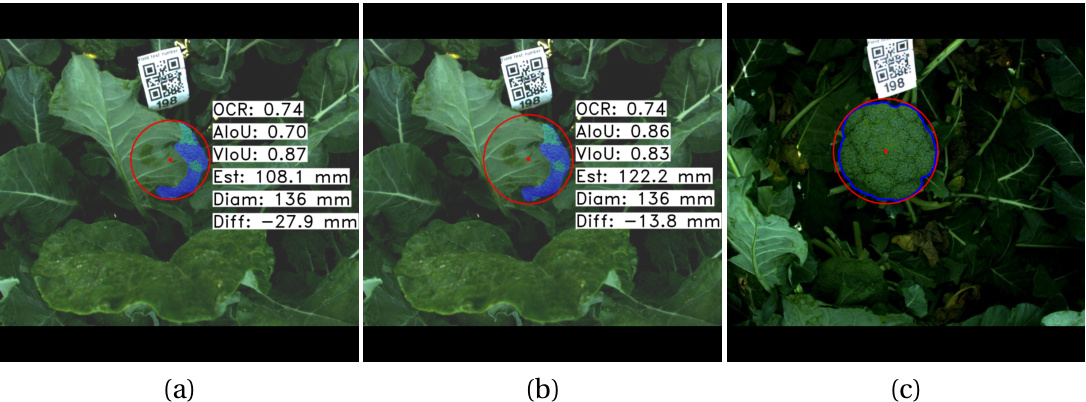 198
OCR: 0.74
AIoU: 0.70
VIoU: 0.87
Est: 108.1 mm
Diam: 136 mm
Diff: −27.9 mm
198
OCR: 0.74
AIoU: 0.86
VIoU: 0.83
Est: 122.2 mm
Diam: 136 mm
Diff: −13.8 mm
198
(a)
(b)
(c)